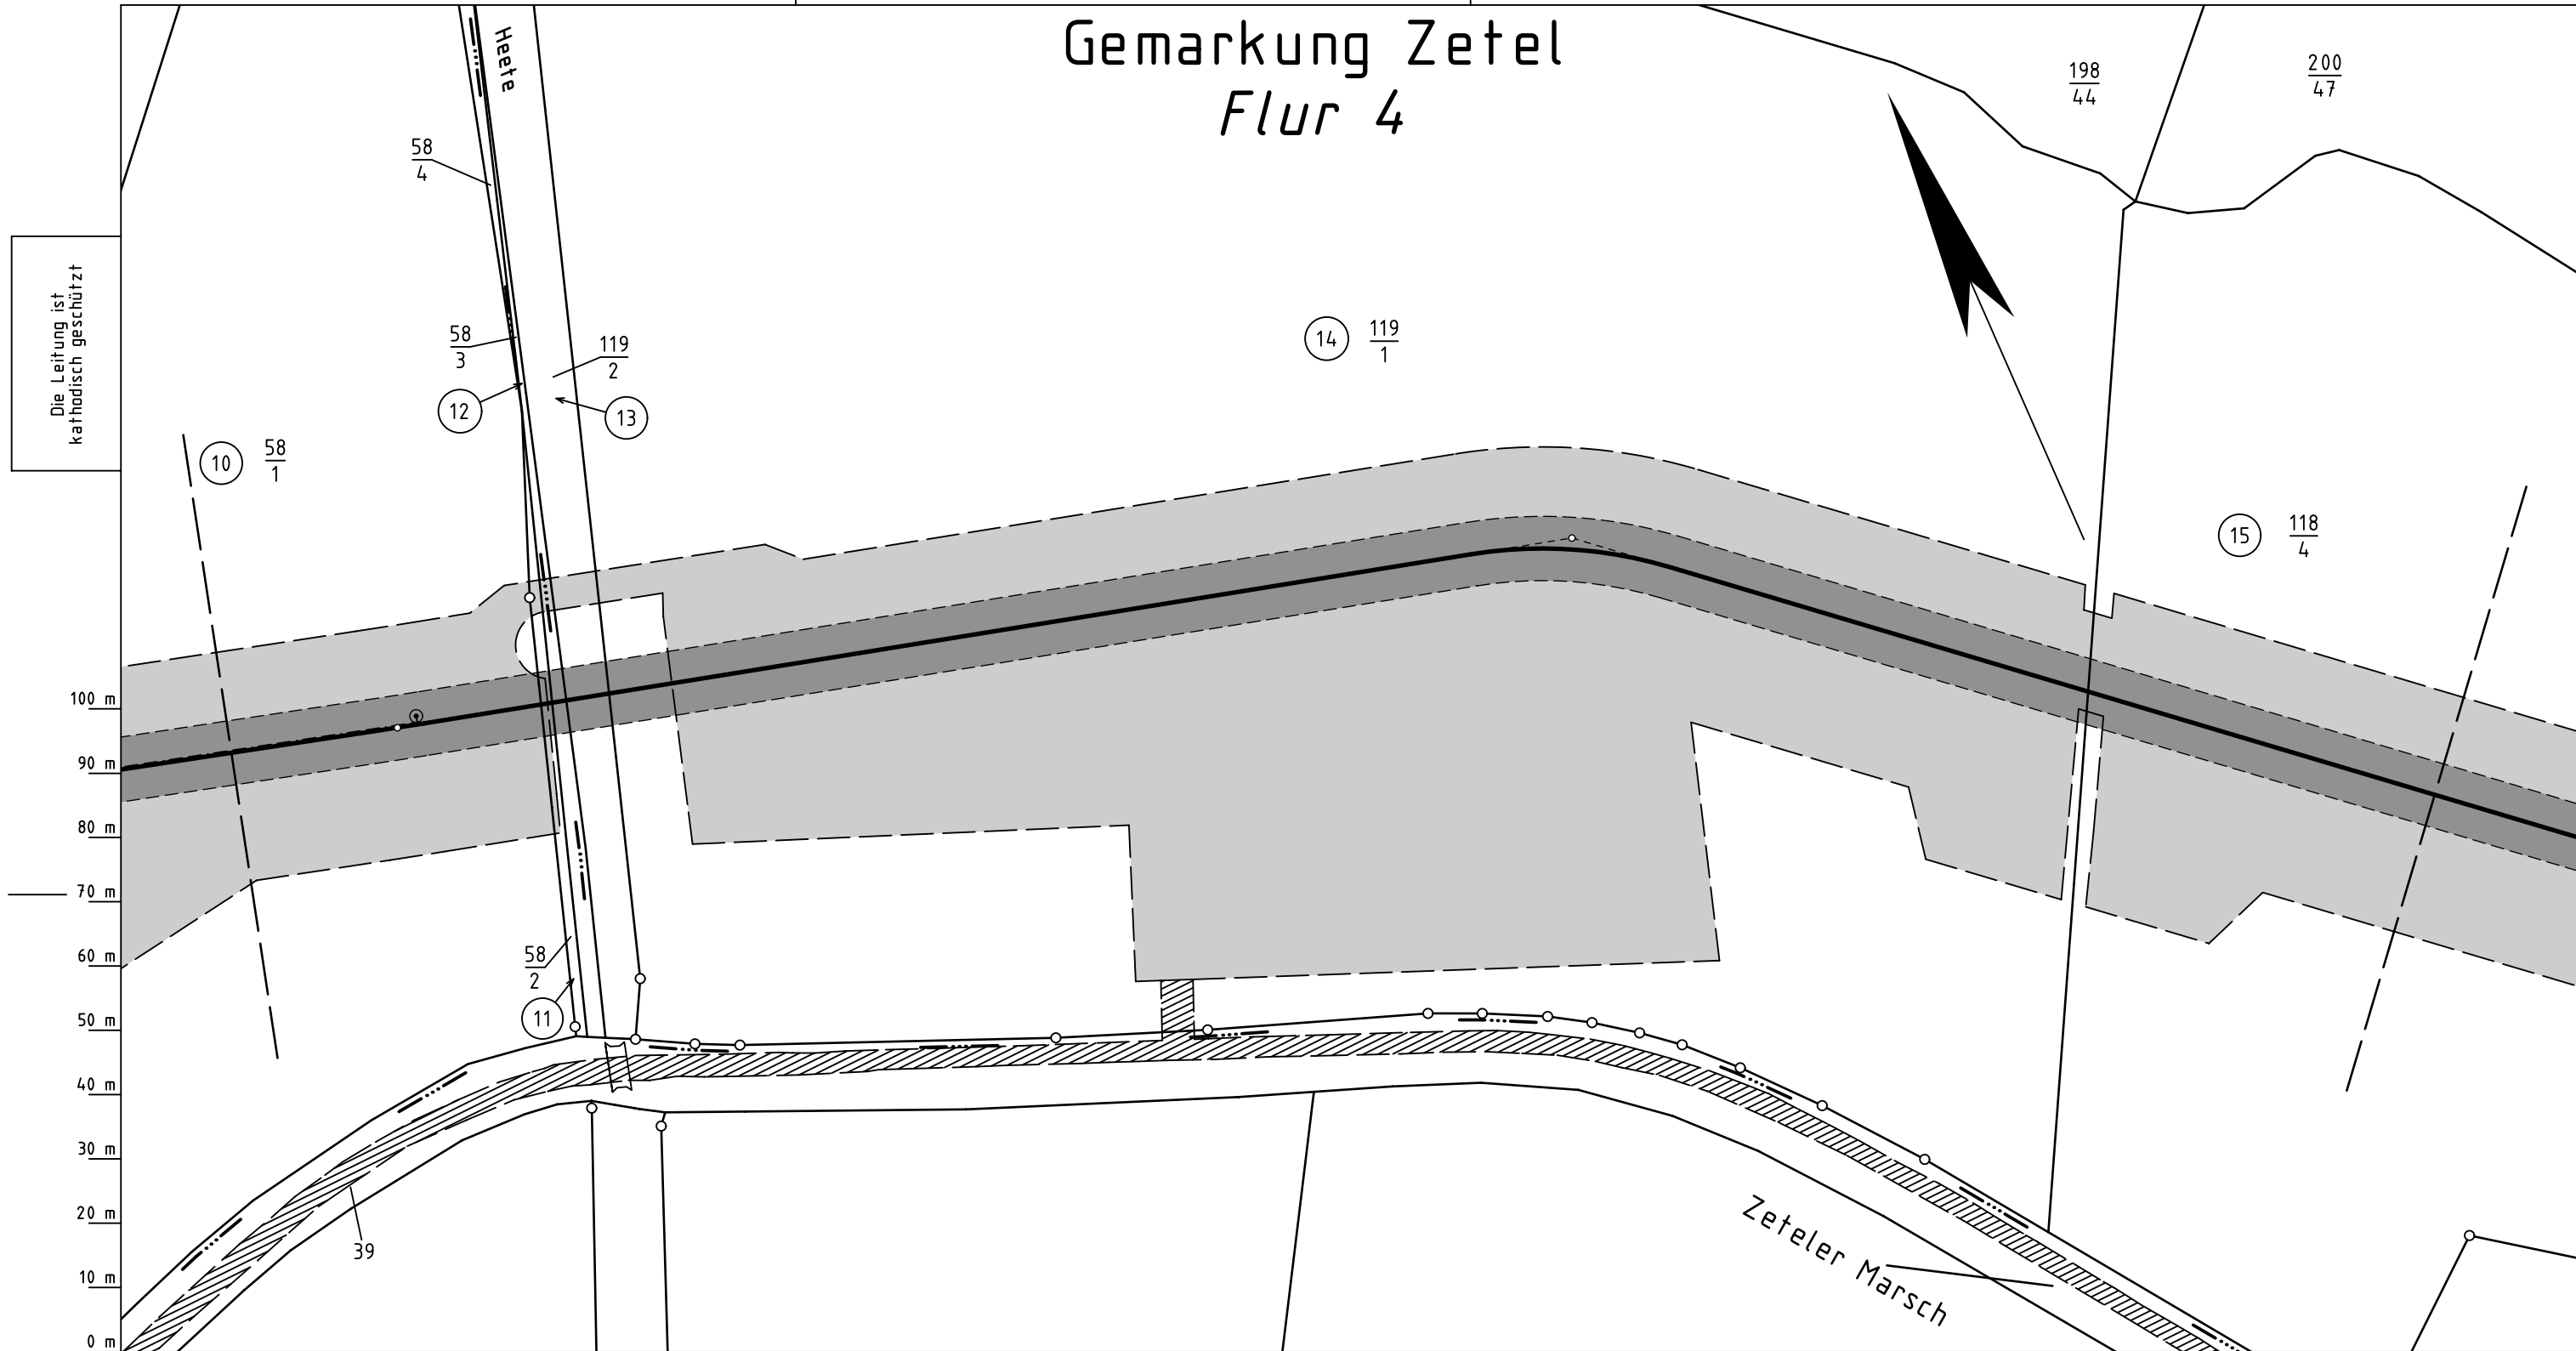 Gemarkung Zetel
Flur 4
Heete
198
44
200
47
58
4
58
3
119
2
12
13
14
119
1
Die Leitung ist
kathodisch geschützt
10
58
1
15
118
4
100 m
90 m
80 m
70 m
60 m
50 m
40 m
30 m
20 m
10 m
0 m
58
2
11
39
Zeteler Marsch